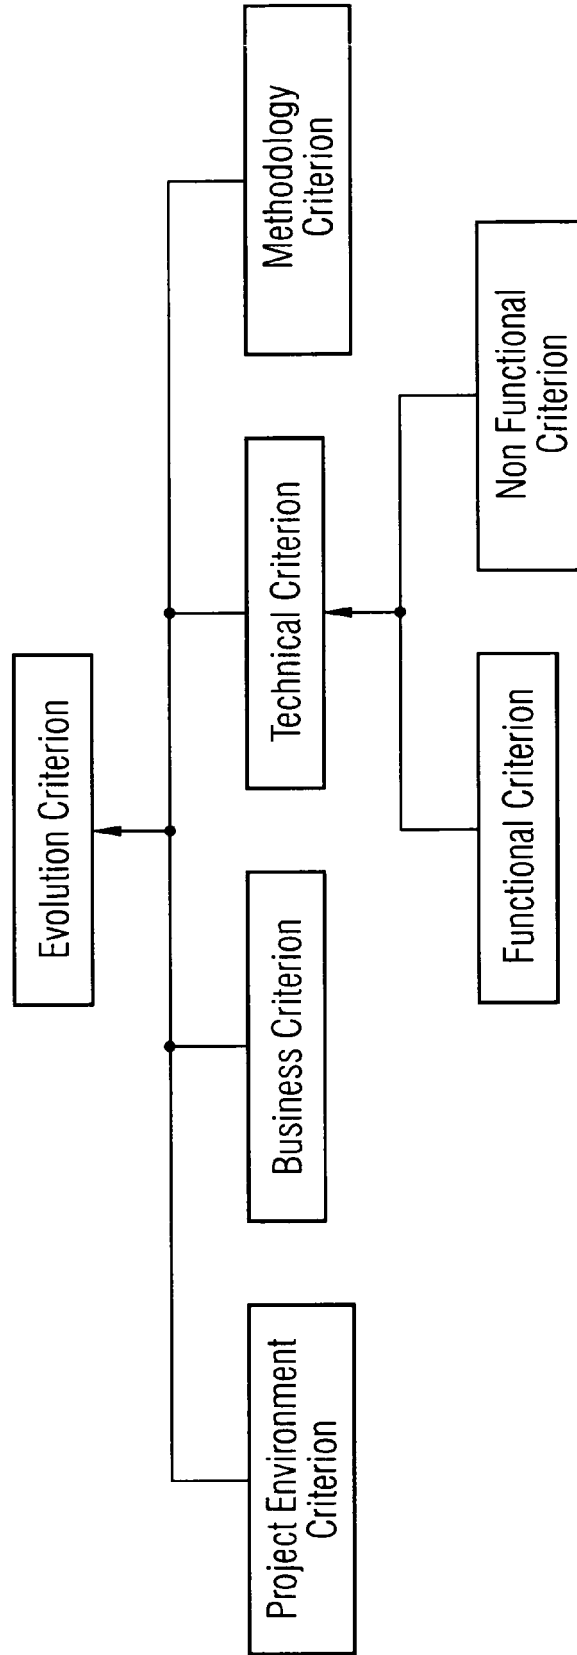 Evolution Criterion
Project Environment
Criterion
Business Criterion
Technical Criterion
Methodology
Criterion
Functional Criterion
Non Functional
Criterion